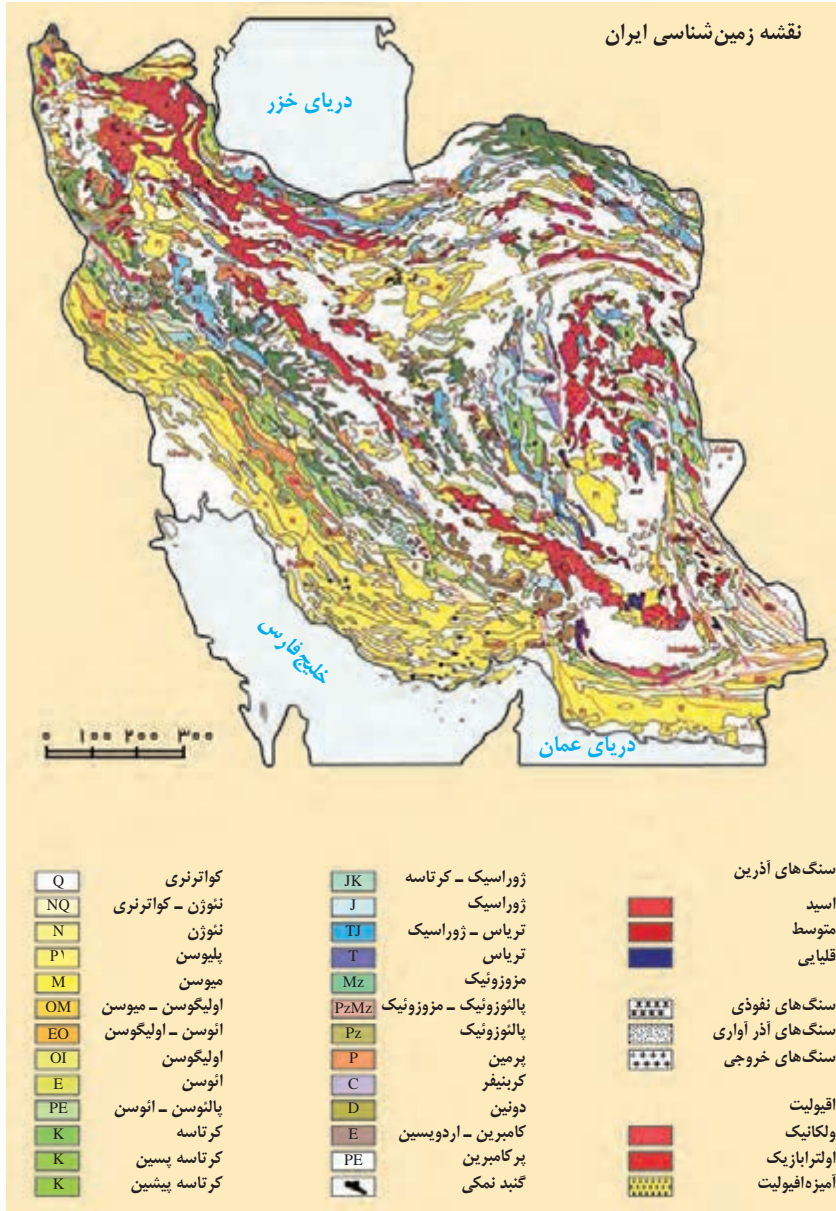 نقشه زمین‌شناسی ایران
دریای خزر
خلیج فارس
دریای عمان
۰ ۱۰۰ ۲۰۰ ۳۰۰
سنگ‌های آذرین
اسید
متوسط
قلیایی
سنگ‌های نفوذی
سنگ‌های آذر آواری
سنگ‌های خروجی
اقیولیت
ولکانیک
اولترابازیک
آمیزه‌افیولیت
ژوراسیک ـ کرتاسه JK
ژوراسیک J
تریاس ـ ژوراسیک TJ
تریاس T
مزوزوئیک Mz
پالئوزوئیک ـ مزوزوئیک PzMz
پالئوزوئیک Pz
پرمین P
کربنیفر C
دونین D
کامبرین ـ اردویسین E
پرکامبرین PE
گنبد نمکی
کواترنری Q
نئوژن ـ کواترنری NQ
نئوژن N
پلیوسن P۱
میوسن M
اولیگوسن ـ میوسن OM
ائوسن ـ اولیگوسن EO
اولیگوسن OI
ائوسن E
پالئوسن ـ ائوسن PE
کرتاسه K
کرتاسه پسین K
کرتاسه پیشین K